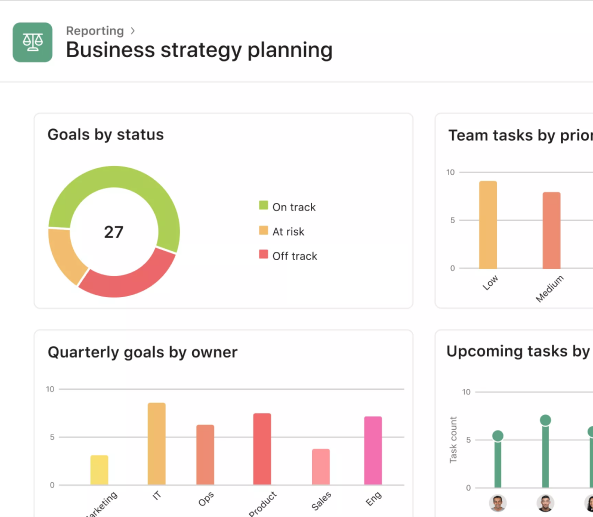 Reporting >
Business strategy planning
Goals by status
27
On track
At risk
Off track
Team tasks by prior
10
5
0
Low
Medium
Quarterly goals by owner
10
5
0
arketing
IT
Ops
Product
Sales
Eng
Upcoming tasks by
Task count
10
5
0